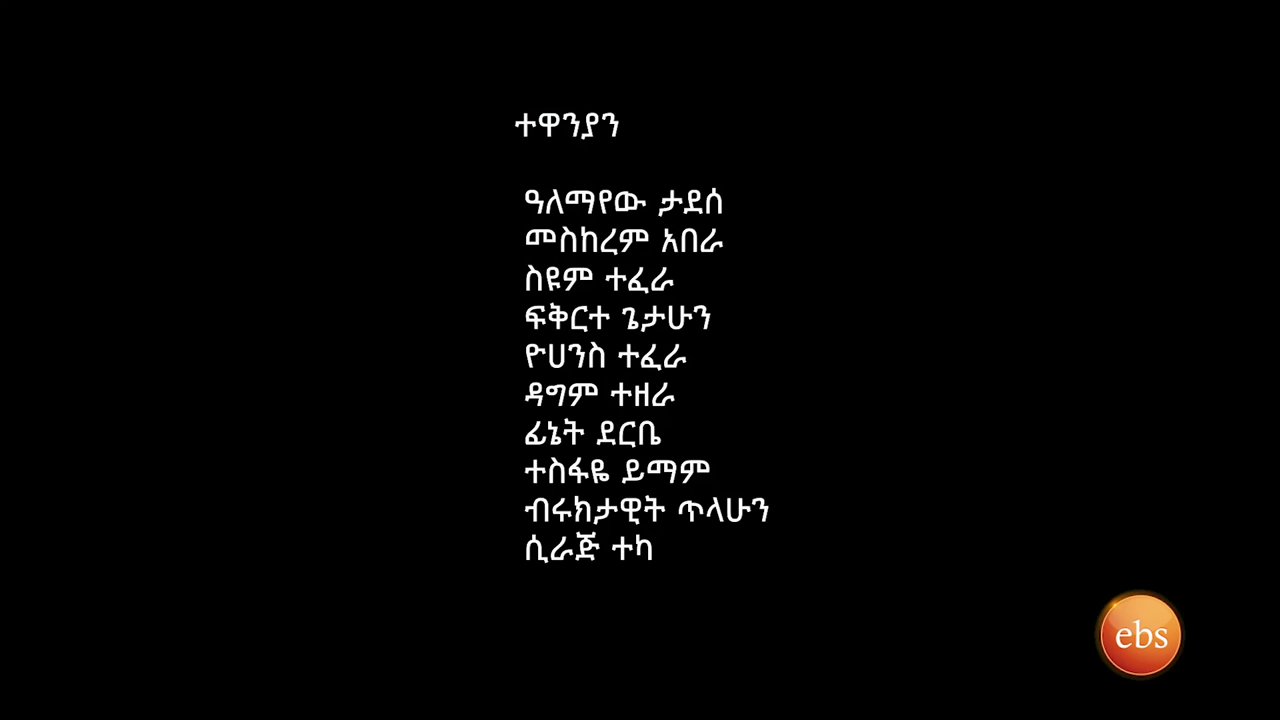 ተዋንያን
ዓለማየው ታደሰ
መስከረም አበራ
ስዩም ተፈራ
ፍቅርተ ጌታሁን
ዮሀንስ ተፈራ
ዳግም ተዘራ
ፊኔት ደርቤ
ተስፋዬ ይማም
ብሩክታዊት ጥላሁን
ሲራጅ ተካ
ebs